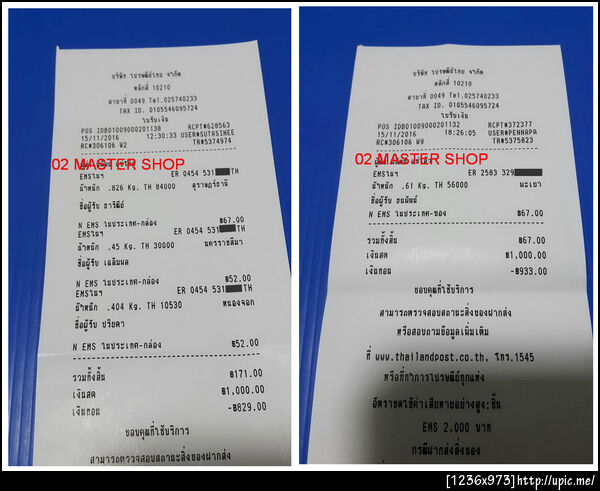 บริษัท ไปรษณีย์ไทย จำกัด
หลักสี่ 10210
สาขาที่ 0049 Tel.025740233
TAX ID. 0105546095724
ใบรับเงิน
POS ID801009000201138 RCPT#628563
15/11/2016 12:30:33 USER#SUTASINEE
RC#306106 W2 TR#5374974
02 MASTER SHOP
EMSในฯ ER 0454 531 TH
น้ำหนัก .826 Kg. TH 84000 สุราษฎร์ธานี
ชื่อผู้รับ ธารินีย์
N EMS ในประเทศ-กล่อง ฿67.00
EMSในฯ ER 0454 531 TH
น้ำหนัก .45 Kg. TH 30000 นครราชสีมา
ชื่อผู้รับ เฉลิมพล
N EMS ในประเทศ-กล่อง ฿52.00
EMSในฯ ER 0454 531 TH
น้ำหนัก .404 Kg. TH 10530 หนองจอก
ชื่อผู้รับ ปรียดา
N EMS ในประเทศ-กล่อง ฿52.00
รวมทั้งสิ้น ฿171.00
เงินสด ฿1,000.00
เงินทอน -฿829.00
ขอบคุณที่ใช้บริการ
สามารถตรวจสอบสถานะสิ่งของฝากส่ง
บริษัท ไปรษณีย์ไทย จำกัด
หลักสี่ 10210
สาขาที่ 0049 Tel.025740233
TAX ID. 0105546095724
ใบรับเงิน
POS ID801009000201132 RCPT#372377
15/11/2016 18:26:05 USER#PENNAPA
RC#306106 W9 TR#5375823
02 MASTER SHOP
EMSในฯ ER 2583 329 TH
น้ำหนัก .61 Kg. TH 56000 พะเยา
ชื่อผู้รับ ธนพันธ์
N EMS ในประเทศ-ซอง ฿67.00
รวมทั้งสิ้น ฿67.00
เงินสด ฿1,000.00
เงินทอน -฿933.00
ขอบคุณที่ใช้บริการ
สามารถตรวจสอบสถานะสิ่งของฝากส่ง
หรือสอบถามข้อมูลเพิ่มเติม
ที่ www.thailandpost.co.th, โทร.1545
หรือที่ทำการไปรษณีย์ทุกแห่ง
อัตราชดใช้ค่าเสียหายอย่างสูง:ชิ้น
EMS 2,000 บาท
กรณีฝากส่งสิ่งของ
[1236x973]http://upic.me/